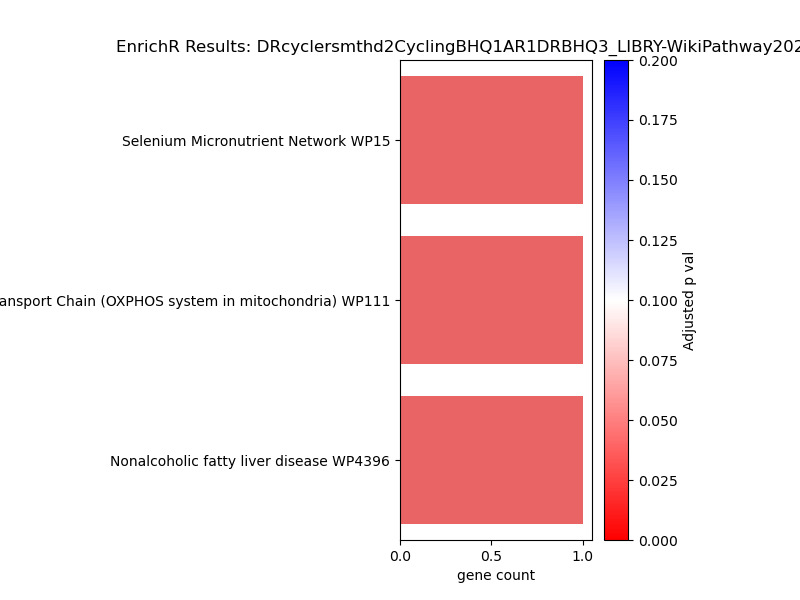 EnrichR Results: DRcyclersmthd2CyclingBHQ1AR1DRBHQ3_LIBRY-WikiPathway202
Selenium Micronutrient Network WP15
ansport Chain (OXPHOS system in mitochondria) WP111
Nonalcoholic fatty liver disease WP4396
0.0 0.5 1.0
gene count
0.200
0.175
0.150
0.125
0.100
0.075
0.050
0.025
0.000
Adjusted p val